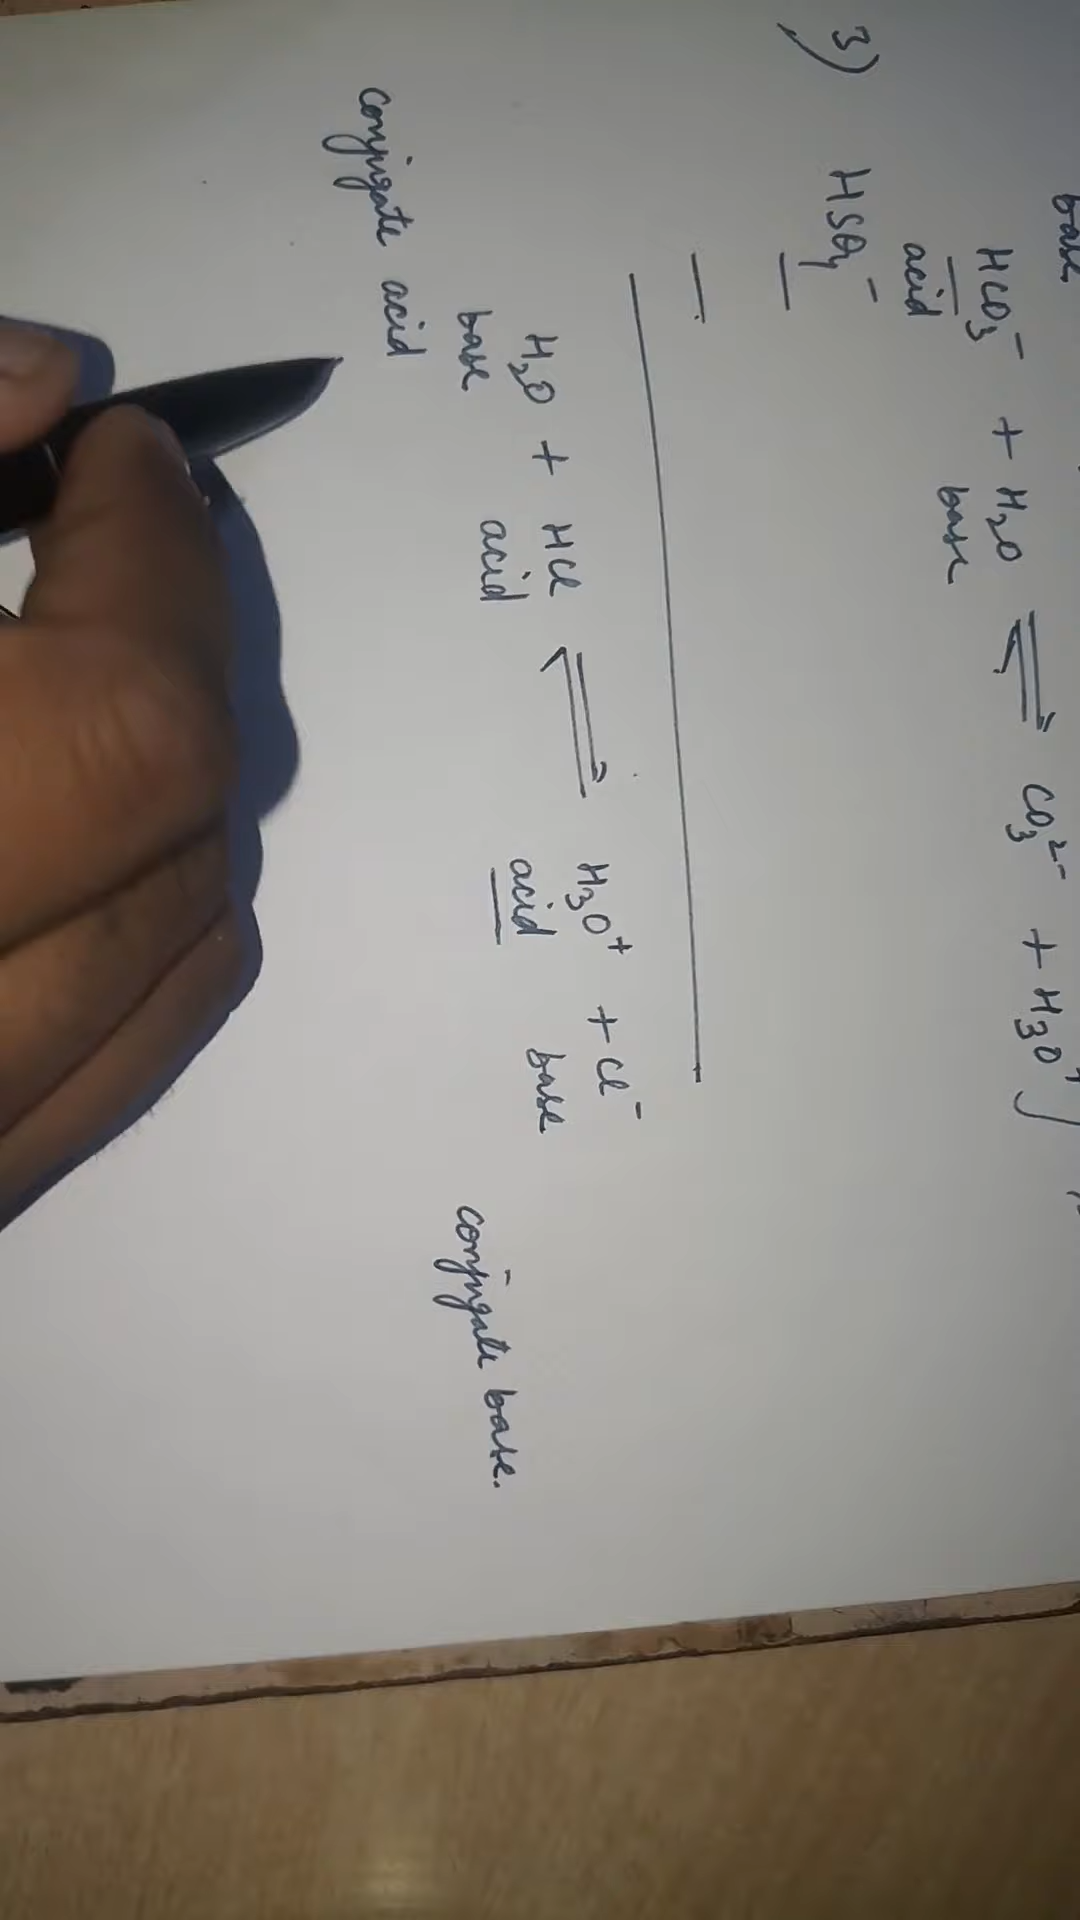 base
HCO₃⁻ + H₂O ⇌ CO₃²⁻ + H₃O⁺
acid base
3) HSO₄⁻
H₂O + HCl ⇌ H₃O⁺ + Cl⁻
base acid acid base
conjugate acid conjugate base.